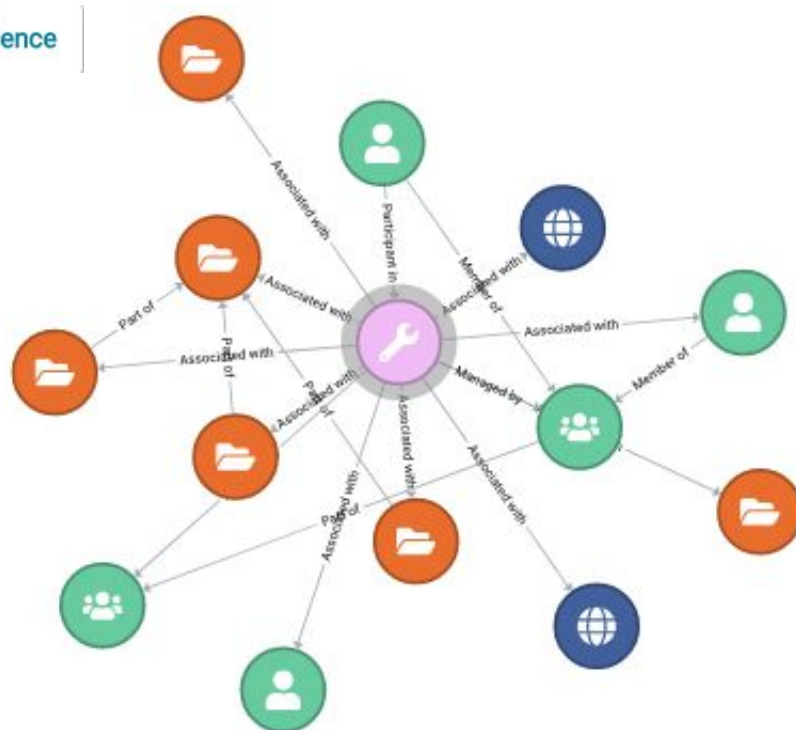 ence
Associated with
Participant in
Member of
Associated with
Associated with
Part of
Associated with
Associated with
Member of
Part of
Managed by
Associated with
Part of
Associated with
Associated with
Part of
Associated with